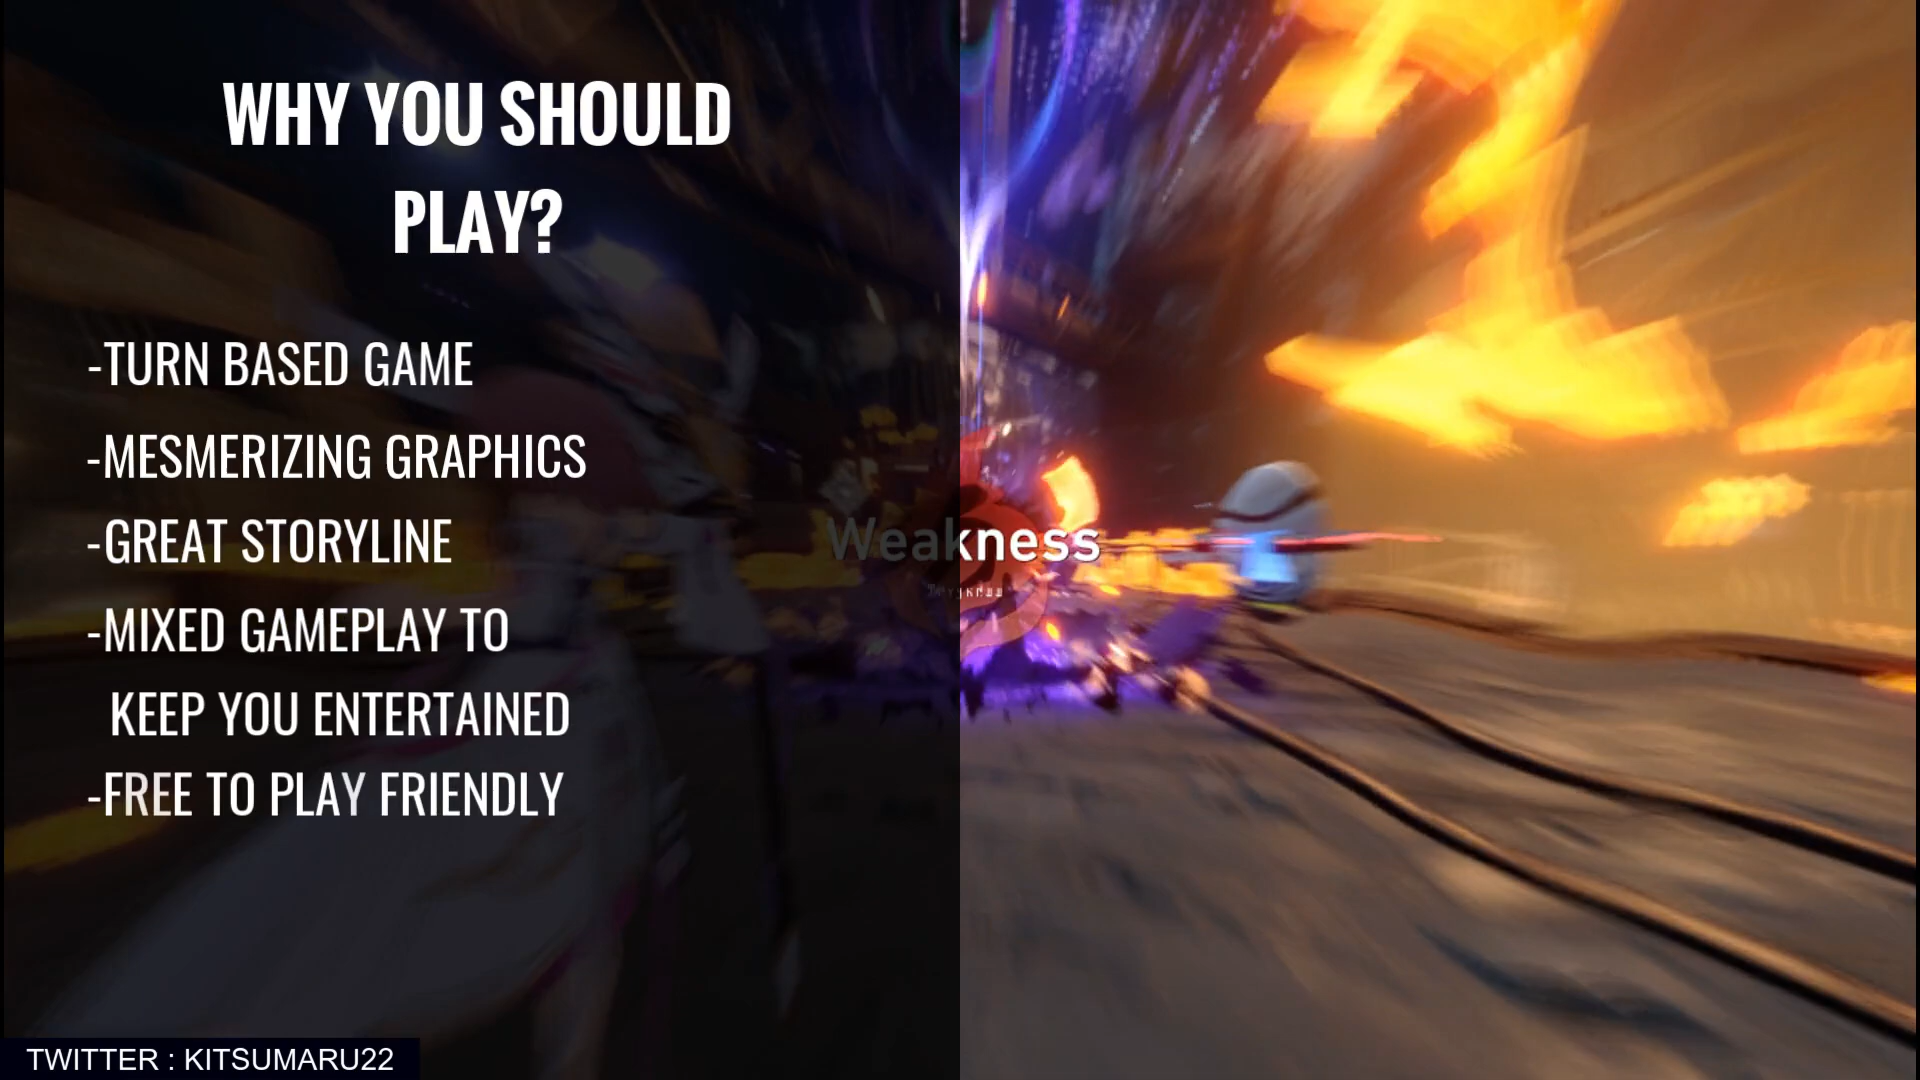 WHY YOU SHOULD
PLAY?
-TURN BASED GAME
-MESMERIZING GRAPHICS
-GREAT STORYLINE
-MIXED GAMEPLAY TO
KEEP YOU ENTERTAINED
-FREE TO PLAY FRIENDLY
Weakness
TWITTER : KITSUMARU22